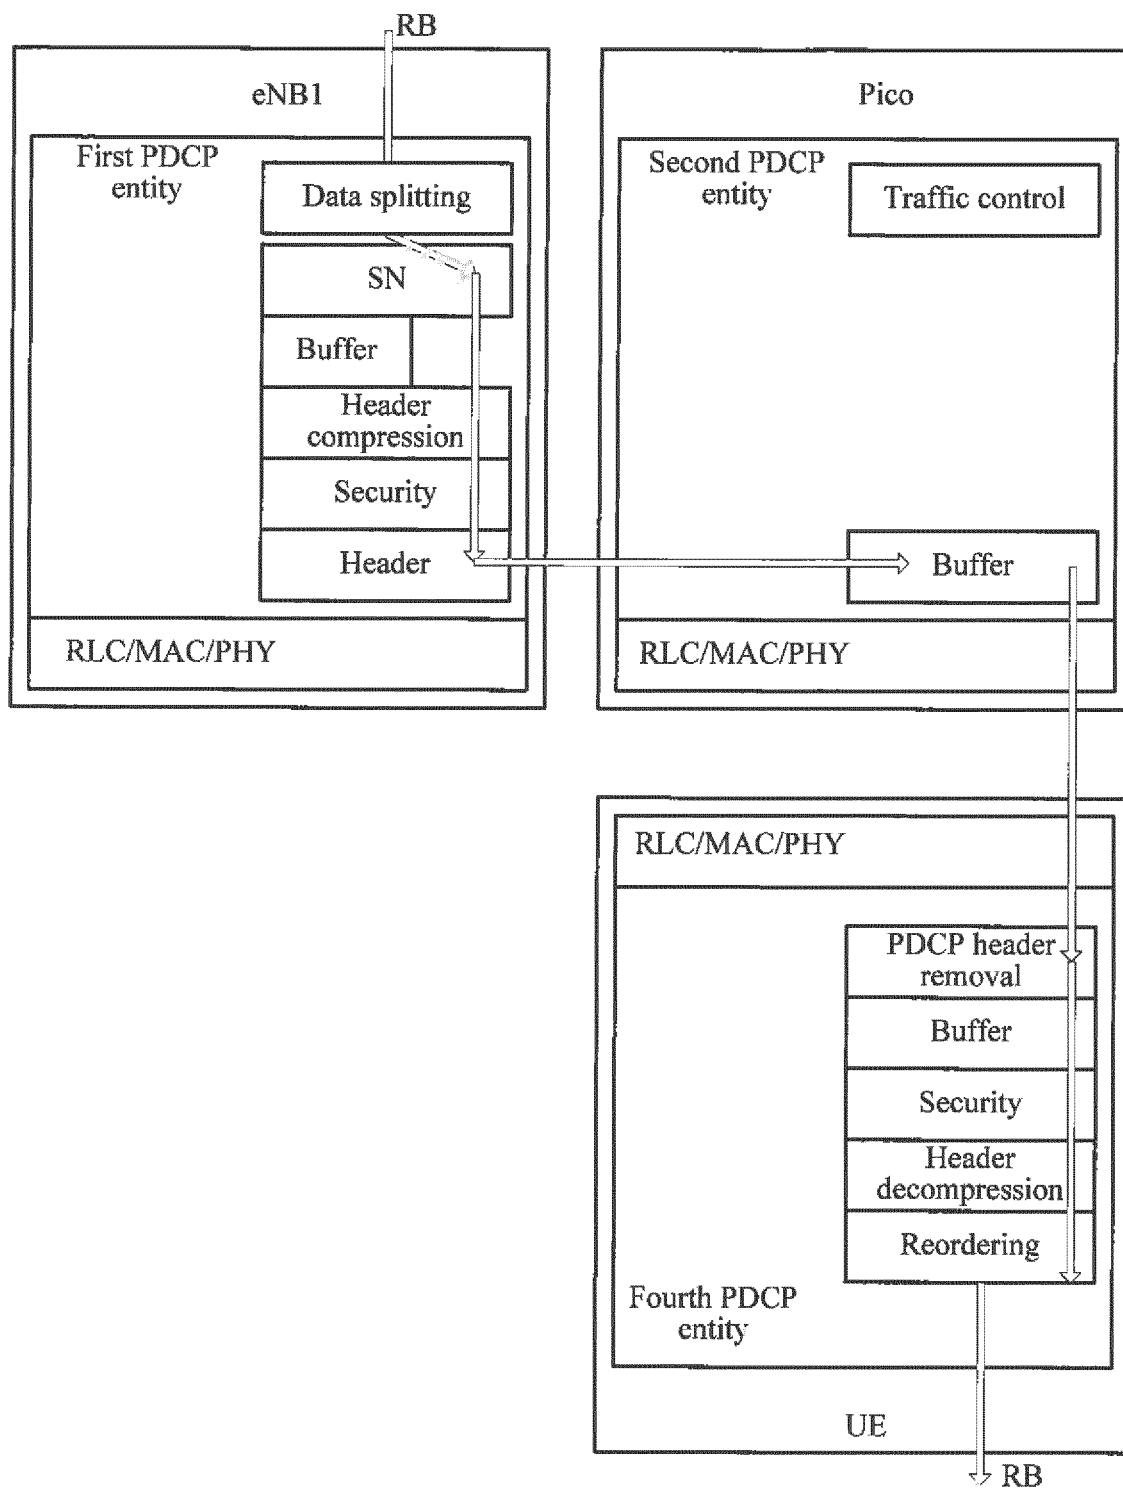 RB
eNB1
First PDCP
entity
Data splitting
SN
Buffer
Header
compression
Security
Header
RLC/MAC/PHY
Pico
Second PDCP
entity
Traffic control
Buffer
RLC/MAC/PHY
RLC/MAC/PHY
PDCP header
removal
Buffer
Security
Header
decompression
Reordering
Fourth PDCP
entity
UE
RB